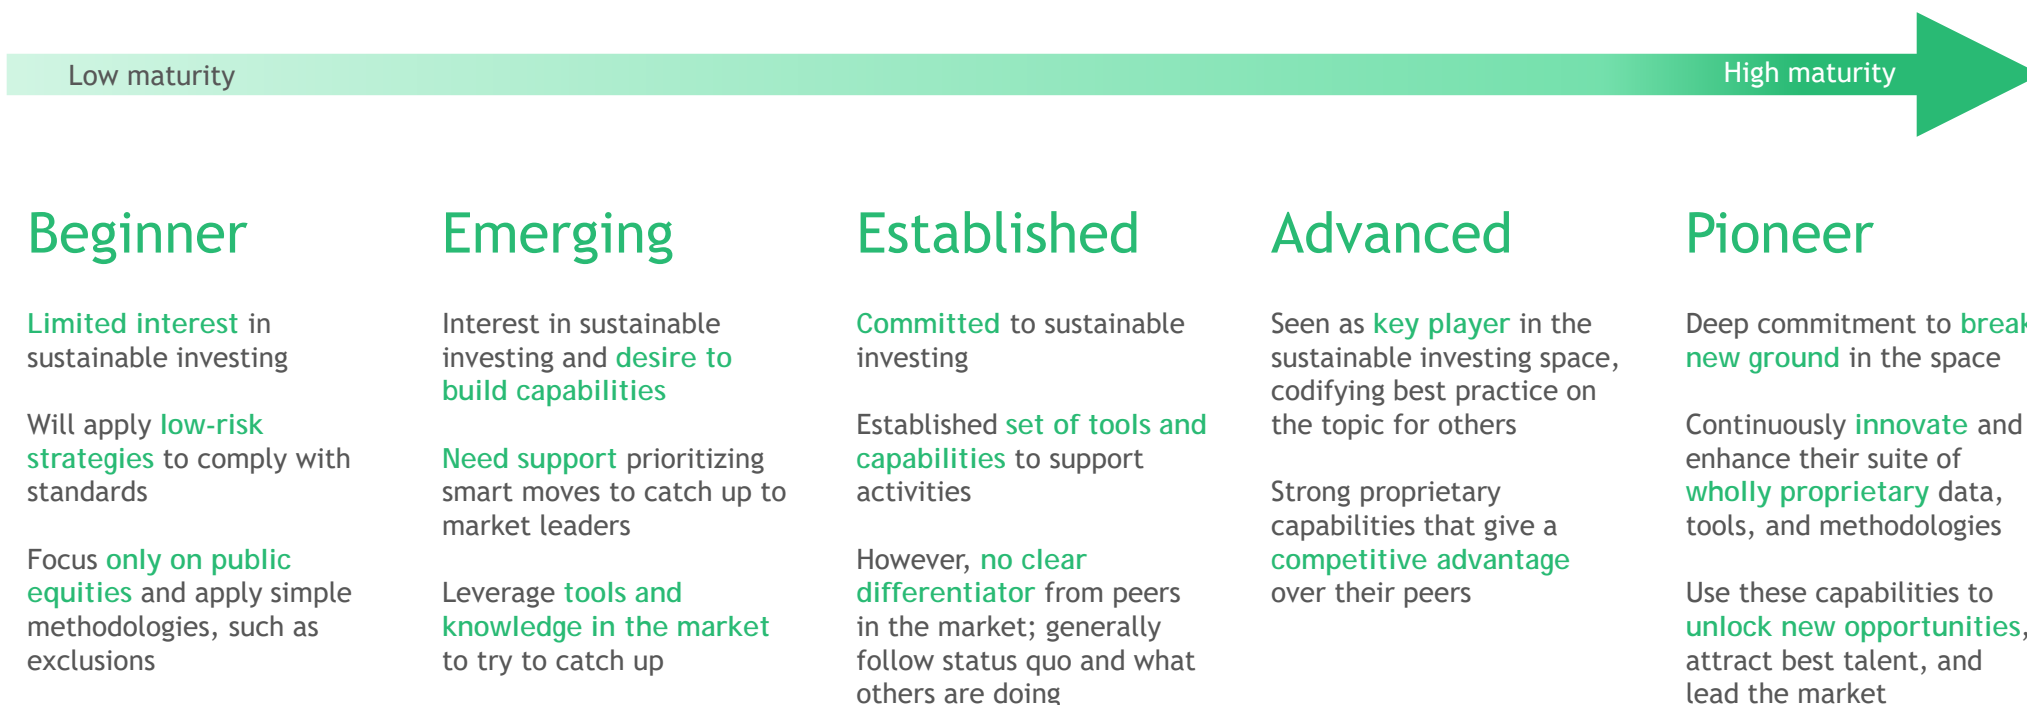 Low maturity
High maturity
Beginner
Limited interest in
sustainable investing
Will apply low-risk
strategies to comply with
standards
Focus only on public
equities and apply simple
methodologies, such as
exclusions
Emerging
Interest in sustainable
investing and desire to
build capabilities
Need support prioritizing
smart moves to catch up to
market leaders
Leverage tools and
knowledge in the market
to try to catch up
Established
Committed to sustainable
investing
Established set of tools and
capabilities to support
activities
However, no clear
differentiator from peers
in the market; generally
follow status quo and what
others are doing
Advanced
Seen as key player in the
sustainable investing space,
codifying best practice on
the topic for others
Strong proprietary
capabilities that give a
competitive advantage
over their peers
Pioneer
Deep commitment to break
new ground in the space
Continuously innovate and
enhance their suite of
wholly proprietary data,
tools, and methodologies
Use these capabilities to
unlock new opportunities,
attract best talent, and
lead the market